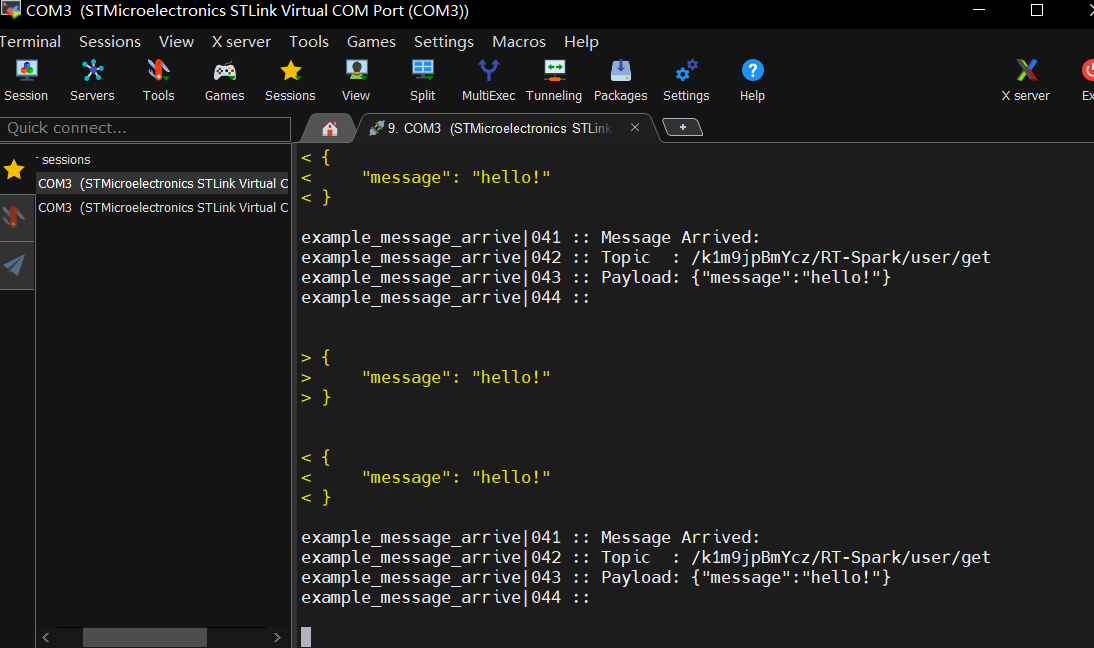 COM3  (STMicroelectronics STLink Virtual COM Port (COM3))
Terminal Sessions View X server Tools Games Settings Macros Help
Session Servers Tools Games Sessions View Split MultiExec Tunneling Packages Settings Help X server Ex
Quick connect...
9. COM3  (STMicroelectronics STLink
sessions
COM3  (STMicroelectronics STLink Virtual C
COM3  (STMicroelectronics STLink Virtual C
< {
<     "message": "hello!"
< }
example_message_arrive|041 :: Message Arrived:
example_message_arrive|042 :: Topic  : /k1m9jpBmYcz/RT-Spark/user/get
example_message_arrive|043 :: Payload: {"message":"hello!"}
example_message_arrive|044 ::
> {
>     "message": "hello!"
> }
< {
<     "message": "hello!"
< }
example_message_arrive|041 :: Message Arrived:
example_message_arrive|042 :: Topic  : /k1m9jpBmYcz/RT-Spark/user/get
example_message_arrive|043 :: Payload: {"message":"hello!"}
example_message_arrive|044 ::